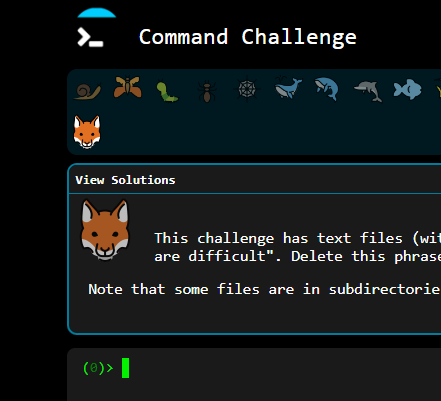 Command Challenge
View Solutions
This challenge has text files (wit
are difficult". Delete this phrase
Note that some files are in subdirectorie
(0)>